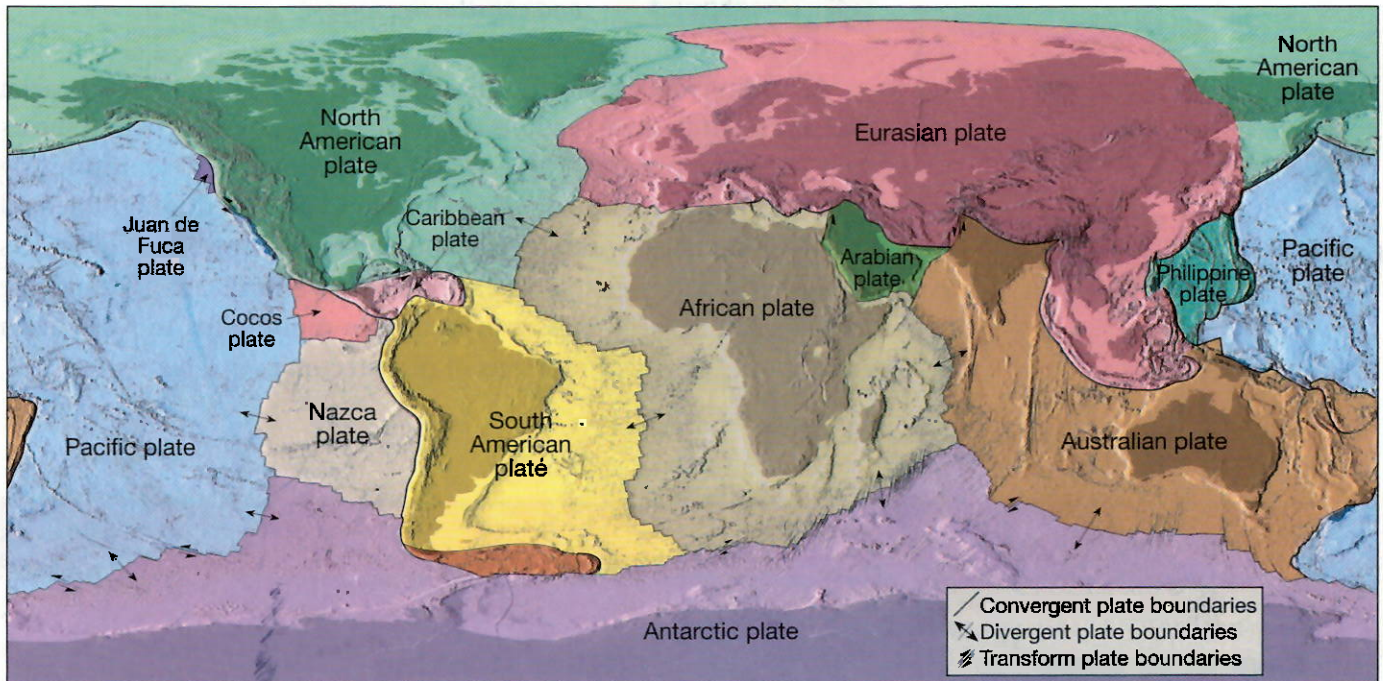 North
American
plate
North
American
plate
Eurasian plate
Juan de
Fuca
plate
Caribbean
plate
Arabian
plate
Philippine
plate
Pacific
plate
African plate
Cocos
plate
Nazca
plate
South
American
plate
Pacific plate
Australian plate
Antarctic plate
Convergent plate boundaries
Divergent plate boundaries
Transform plate boundaries